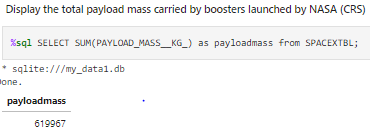 Display the total payload mass carried by boosters launched by NASA (CRS)
%sql SELECT SUM(PAYLOAD_MASS__KG_) as payloadmass from SPACEXTBL;
* sqlite:///my_data1.db
one.
payloadmass
619967